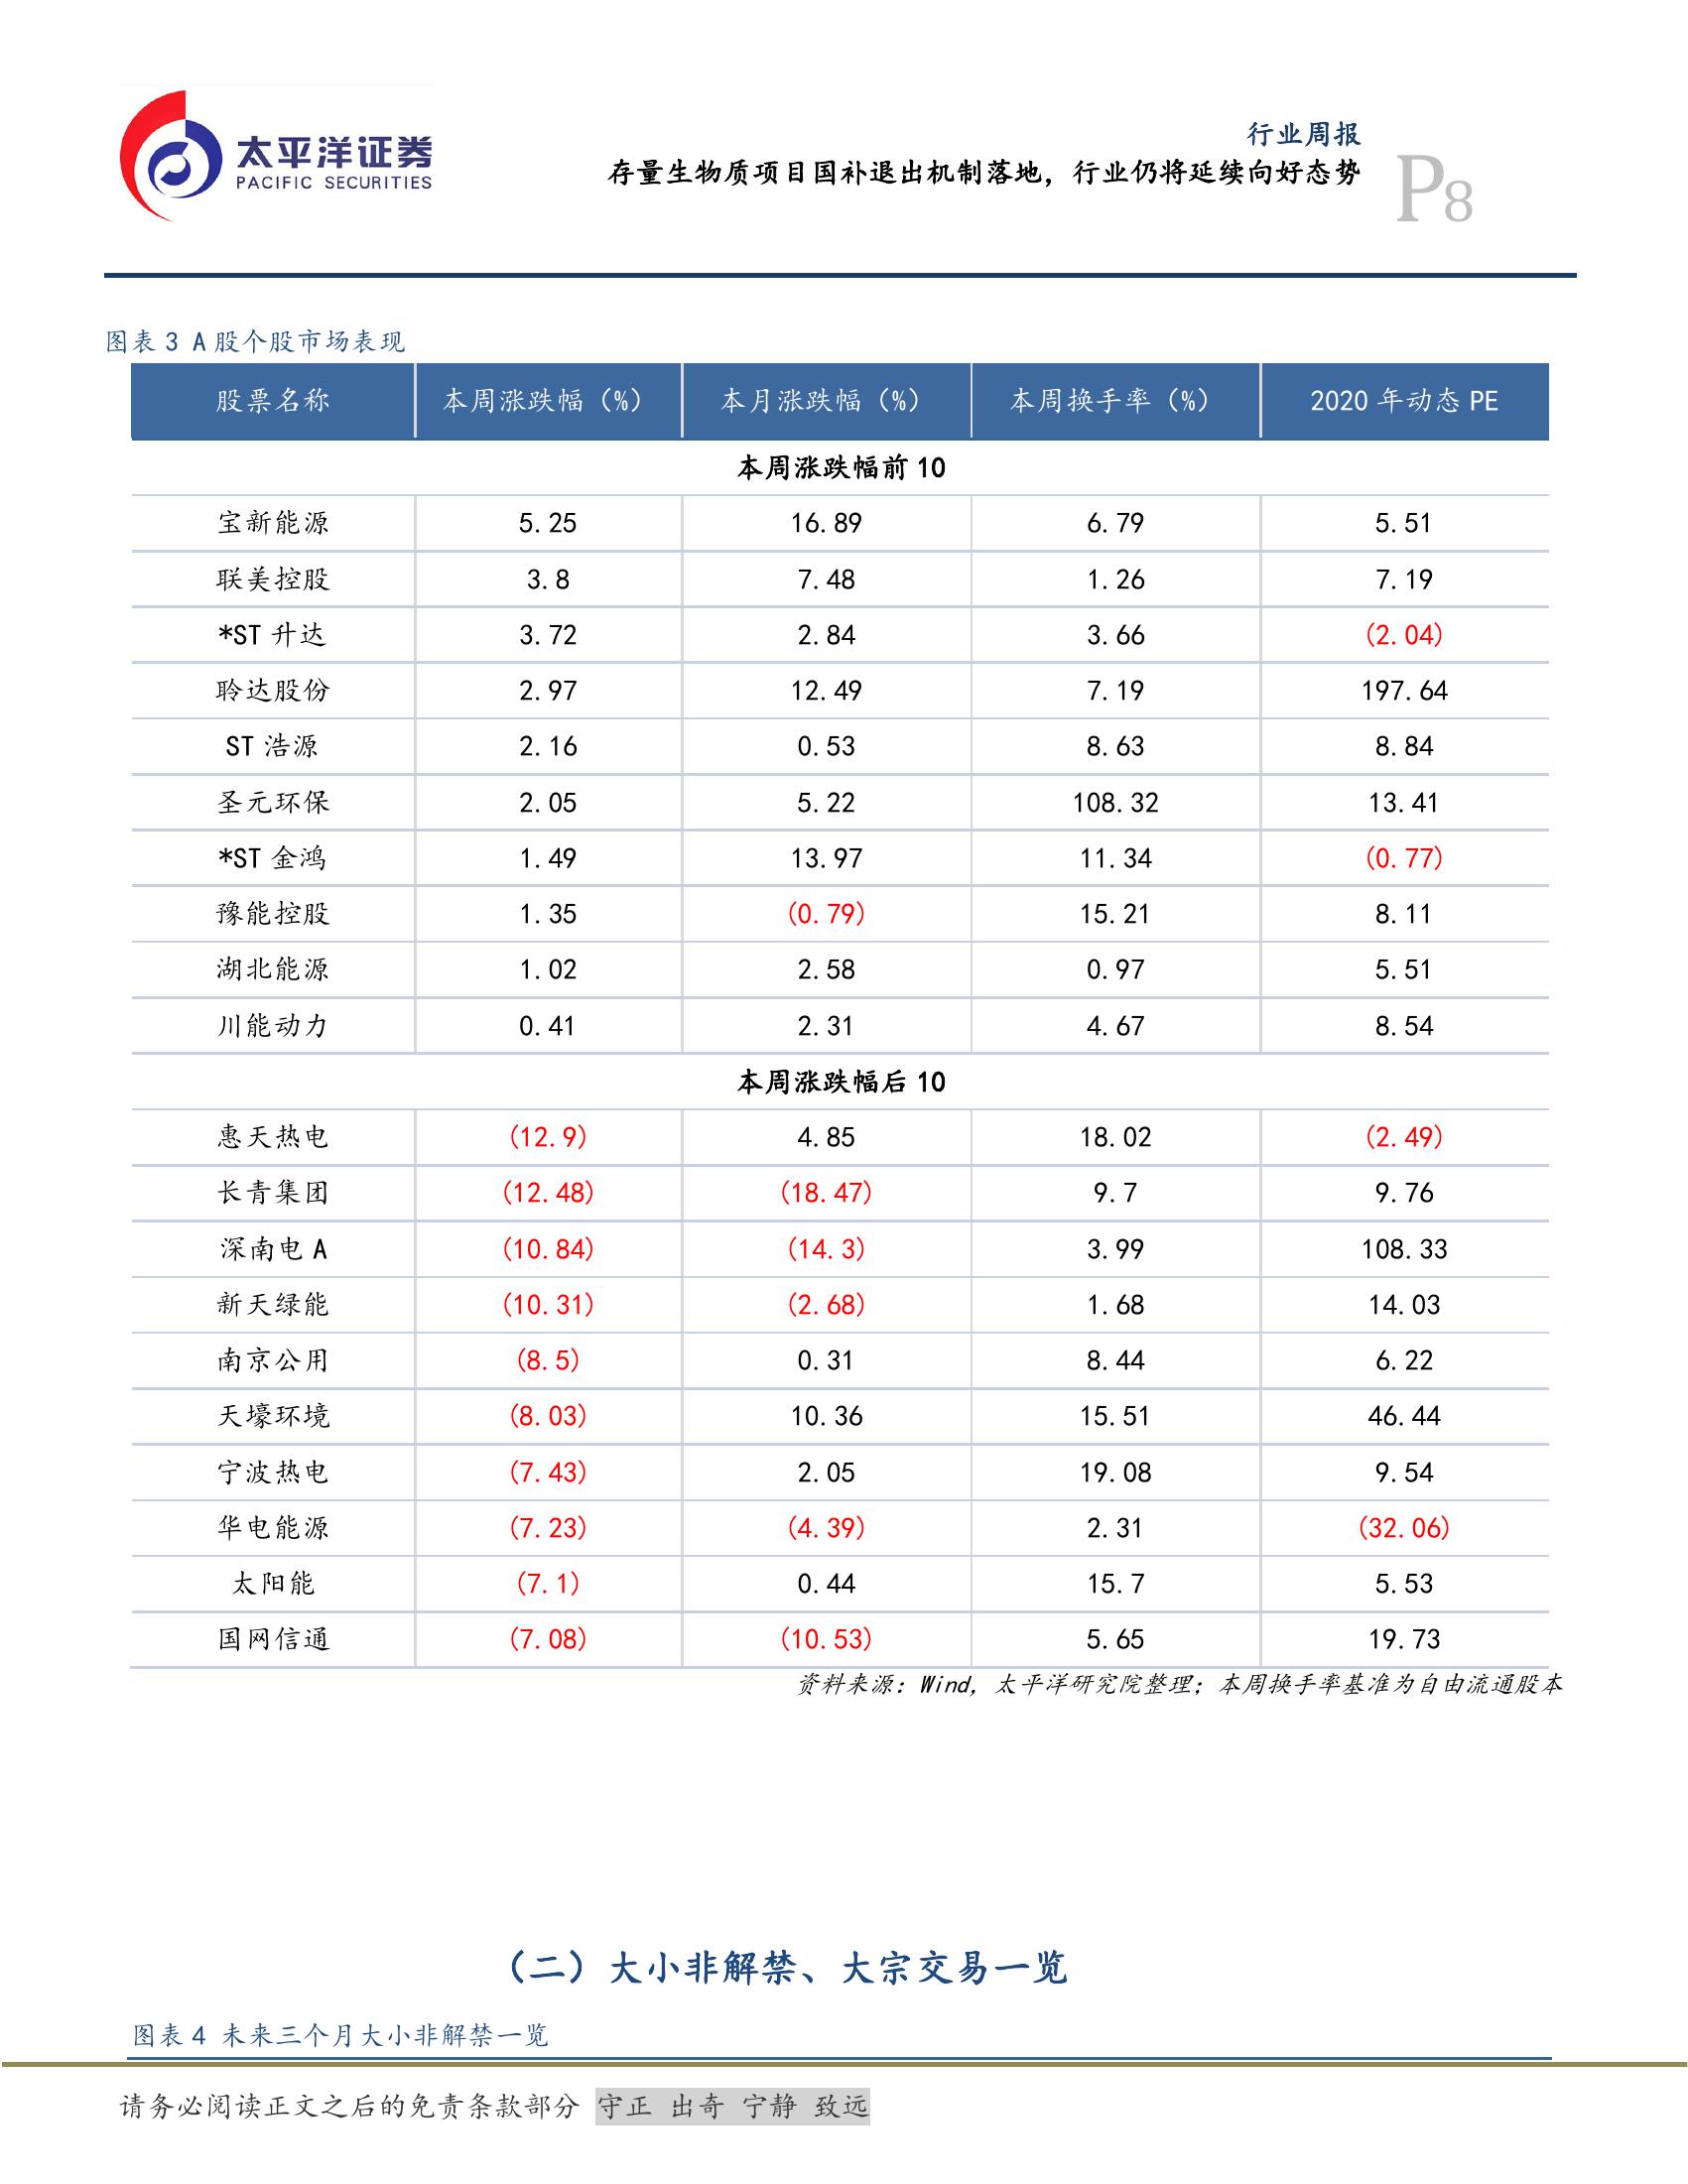 太平洋证券
PACIFIC SECURITIES
行业周报
存量生物质项目国补退出机制落地，行业仍将延续向好态势
P8
图表 3 A 股个股市场表现
股票名称 本周涨跌幅（%） 本月涨跌幅（%） 本周换手率（%） 2020 年动态 PE
本周涨跌幅前 10
宝新能源 5.25 16.89 6.79 5.51
联美控股 3.8 7.48 1.26 7.19
*ST 升达 3.72 2.84 3.66 (2.04)
聆达股份 2.97 12.49 7.19 197.64
ST 浩源 2.16 0.53 8.63 8.84
圣元环保 2.05 5.22 108.32 13.41
*ST 金鸿 1.49 13.97 11.34 (0.77)
豫能控股 1.35 (0.79) 15.21 8.11
湖北能源 1.02 2.58 0.97 5.51
川能动力 0.41 2.31 4.67 8.54
本周涨跌幅后 10
惠天热电 (12.9) 4.85 18.02 (2.49)
长青集团 (12.48) (18.47) 9.7 9.76
深南电 A (10.84) (14.3) 3.99 108.33
新天绿能 (10.31) (2.68) 1.68 14.03
南京公用 (8.5) 0.31 8.44 6.22
天壕环境 (8.03) 10.36 15.51 46.44
宁波热电 (7.43) 2.05 19.08 9.54
华电能源 (7.23) (4.39) 2.31 (32.06)
太阳能 (7.1) 0.44 15.7 5.53
国网信通 (7.08) (10.53) 5.65 19.73
资料来源：Wind，太平洋研究院整理；本周换手率基准为自由流通股本
（二）大小非解禁、大宗交易一览
图表 4 未来三个月大小非解禁一览
请务必阅读正文之后的免责条款部分 守正 出奇 宁静 致远